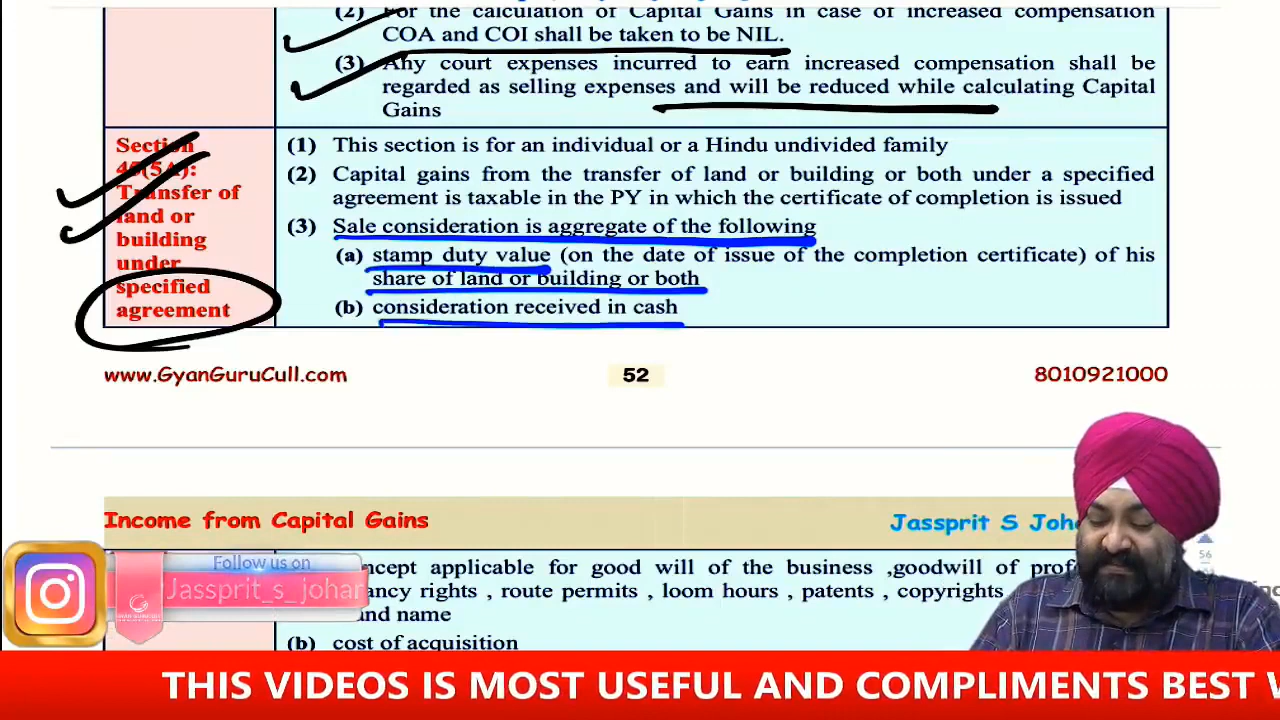 (2) For the calculation of Capital Gains in case of increased compensation
COA and COI shall be taken to be NIL.
(3) Any court expenses incurred to earn increased compensation shall be
regarded as selling expenses and will be reduced while calculating Capital
Gains
Section
45(5A):
Transfer of
land or
building
under
specified
agreement
(1) This section is for an individual or a Hindu undivided family
(2) Capital gains from the transfer of land or building or both under a specified
agreement is taxable in the PY in which the certificate of completion is issued
(3) Sale consideration is aggregate of the following
(a) stamp duty value (on the date of issue of the completion certificate) of his
share of land or building or both
(b) consideration received in cash
www.GyanGuruCull.com
52
8010921000
Income from Capital Gains
Jassprit S Joh
applicable for good will of the business ,goodwill of
rights , route permits , loom hours , patents , copyrights
name
(b) cost of acquisition
Follow us on
Jassprit_s_johar
56
THIS VIDEOS IS MOST USEFUL AND COMPLIMENTS BEST